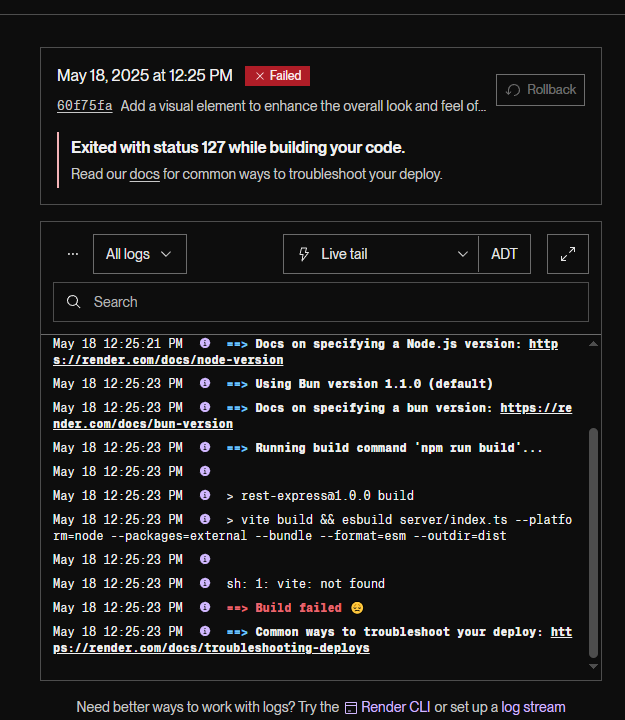 May 18, 2025 at 12:25 PM Failed
Rollback
60f75fa Add a visual element to enhance the overall look and feel of...
Exited with status 127 while building your code.
Read our docs for common ways to troubleshoot your deploy.
... All logs Live tail ADT
Search
May 18 12:25:21 PM ==> Docs on specifying a Node.js version: http
s://render.com/docs/node-version
May 18 12:25:23 PM ==> Using Bun version 1.1.0 (default)
May 18 12:25:23 PM ==> Docs on specifying a bun version: https://re
nder.com/docs/bun-version
May 18 12:25:23 PM ==> Running build command 'npm run build'...
May 18 12:25:23 PM
May 18 12:25:23 PM > rest-express@1.0.0 build
May 18 12:25:23 PM > vite build && esbuild server/index.ts --platfo
rm=node --packages=external --bundle --format=esm --outdir=dist
May 18 12:25:23 PM
May 18 12:25:23 PM sh: 1: vite: not found
May 18 12:25:23 PM ==> Build failed 😞
May 18 12:25:23 PM ==> Common ways to troubleshoot your deploy: htt
ps://render.com/docs/troubleshooting-deploys
Need better ways to work with logs? Try the Render CLI or set up a log stream